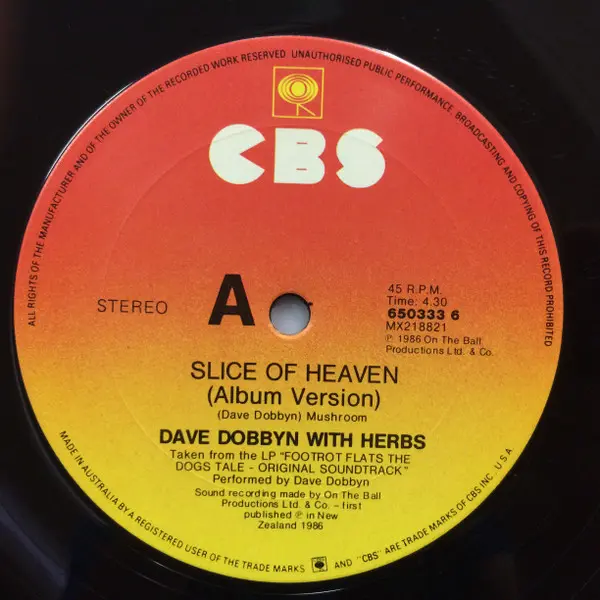 ALL RIGHTS OF THE MANUFACTURER AND OF THE OWNER OF THE RECORDED WORK RESERVED UNAUTHORISED PUBLIC PERFORMANCE, BROADCASTING AND COPYING OF THIS RECORD PROHIBITED
CBS
STEREO
A
45 R.P.M.
Time: 4.30
650333 6
MX218821
℗ 1986 On The Ball
Productions Ltd. & Co.
SLICE OF HEAVEN
(Album Version)
(Dave Dobbyn) Mushroom
DAVE DOBBYN WITH HERBS
Taken from the LP "FOOTROT FLATS THE
DOGS TALE - ORIGINAL SOUNDTRACK"
Performed by Dave Dobbyn
Sound recording made by On The Ball
Productions Ltd. & Co. – first
published ℗ in New
Zealand 1986
MADE IN AUSTRALIA BY A REGISTERED USER OF THE TRADE MARKS AND "CBS" ARE TRADE MARKS OF CBS INC. U.S.A.